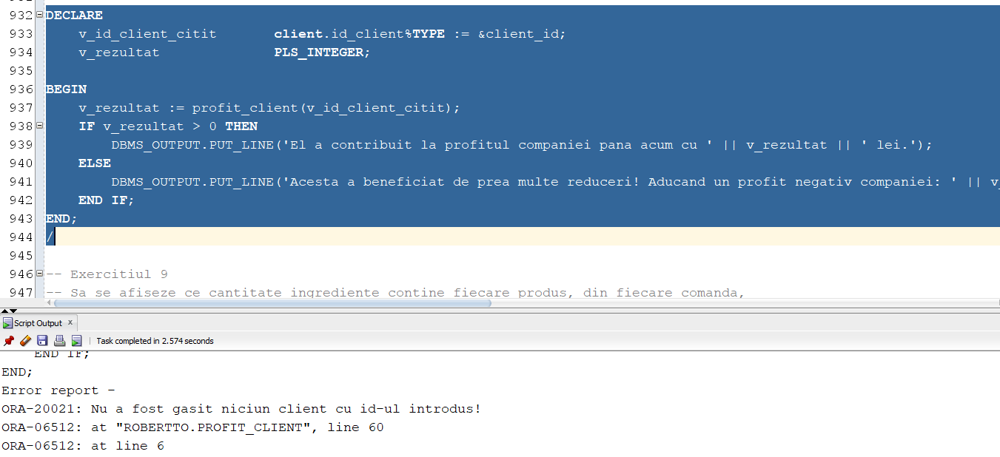 932 DECLARE
933 v_id_client_citit client.id_client%TYPE := &client_id;
934 v_rezultat PLS_INTEGER;
935
936 BEGIN
937 v_rezultat := profit_client(v_id_client_citit);
938 IF v_rezultat > 0 THEN
939 DBMS_OUTPUT.PUT_LINE('El a contribuit la profitul companiei pana acum cu ' || v_rezultat || ' lei.');
940 ELSE
941 DBMS_OUTPUT.PUT_LINE('Acesta a beneficiat de prea multe reduceri! Aducand un profit negativ companiei: ' || v_
942 END IF;
943 END;
944 /
945
946 -- Exercitiul 9
947 -- Sa se afiseze ce cantitate ingrediente contine fiecare produs, din fiecare comanda,
Script Output x
Task completed in 2.574 seconds
END IF;
END;
Error report -
ORA-20021: Nu a fost gasit niciun client cu id-ul introdus!
ORA-06512: at "ROBERTTO.PROFIT_CLIENT", line 60
ORA-06512: at line 6